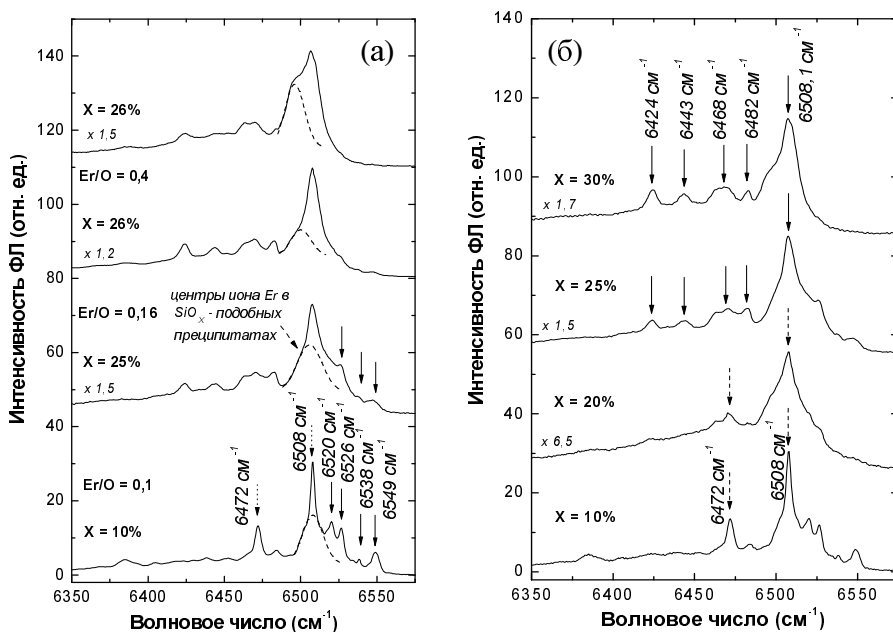 (а)
140
120
100
80
60
40
20
0
6350
6400
6450
6500
6550
Интенсивность ФЛ (отн. ед.)
Волновое число (см⁻¹)
X = 26%
x 1,5
Er/O = 0,4
X = 26%
x 1,2
Er/O = 0,16
X = 25%
x 1,5
Er/O = 0,1
X = 10%
центры иона Er в
SiOₓ - подобных
преципитатах
6472 см⁻¹
6508 см⁻¹
6520 см⁻¹
6526 см⁻¹
6538 см⁻¹
6549 см⁻¹
(б)
140
120
100
80
60
40
20
0
6350
6400
6450
6500
6550
Интенсивность ФЛ (отн. ед.)
Волновое число (см⁻¹)
6424 см⁻¹
6443 см⁻¹
6468 см⁻¹
6482 см⁻¹
6508,1 см⁻¹
X = 30%
x 1,7
X = 25%
x 1,5
X = 20%
x 6,5
X = 10%
6472 см⁻¹
6508 см⁻¹